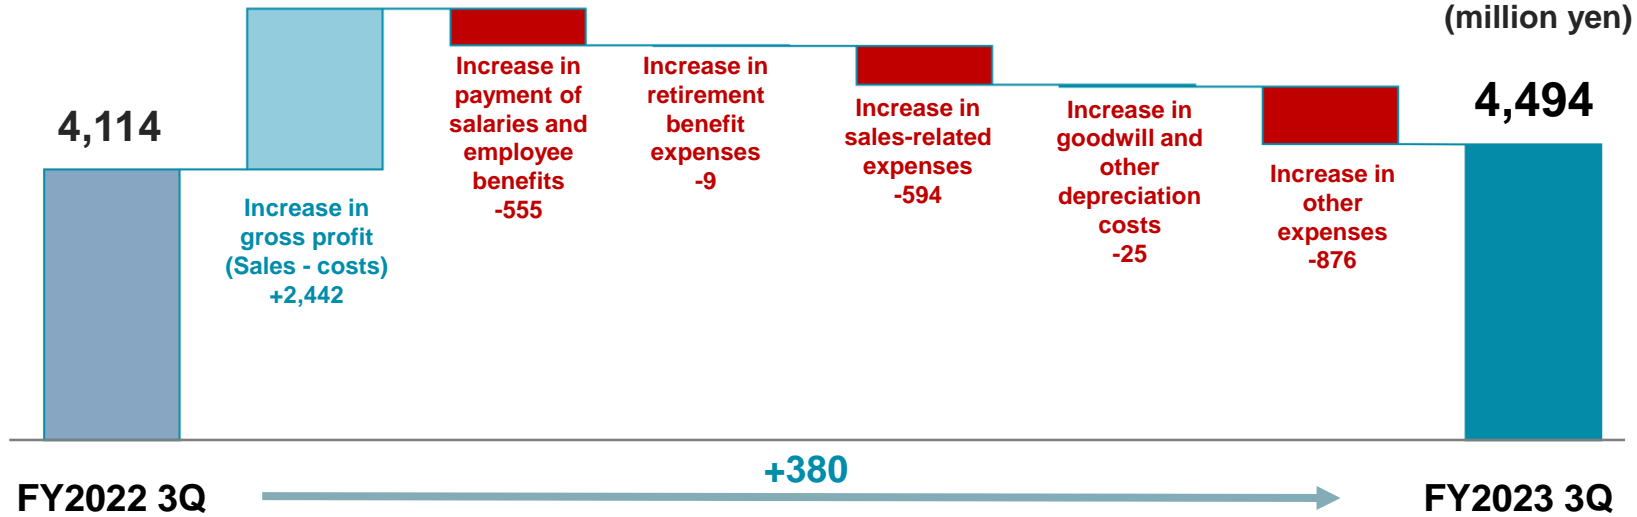 (million yen)
4,114
Increase in
gross profit
(Sales - costs)
+2,442
Increase in
payment of
salaries and
employee
benefits
-555
Increase in
retirement
benefit
expenses
-9
Increase in
sales-related
expenses
-594
Increase in
goodwill and
other
depreciation
costs
-25
Increase in
other
expenses
-876
4,494
+380
FY2022 3Q
FY2023 3Q